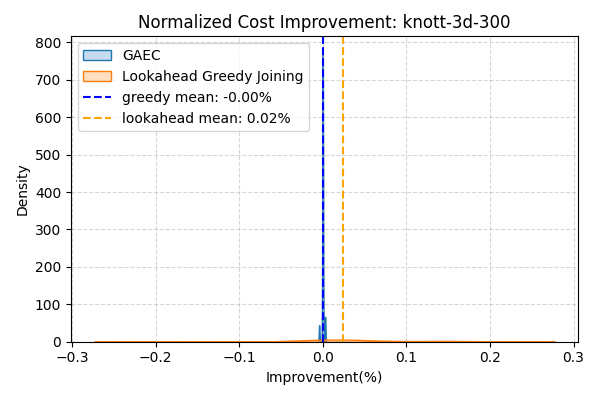 Normalized Cost Improvement: knott-3d-300
800
700
600
500
400
300
200
100
0
Density
GAEC
Lookahead Greedy Joining
greedy mean: -0.00%
lookahead mean: 0.02%
−0.3 −0.2 −0.1 0.0 0.1 0.2 0.3
Improvement(%)